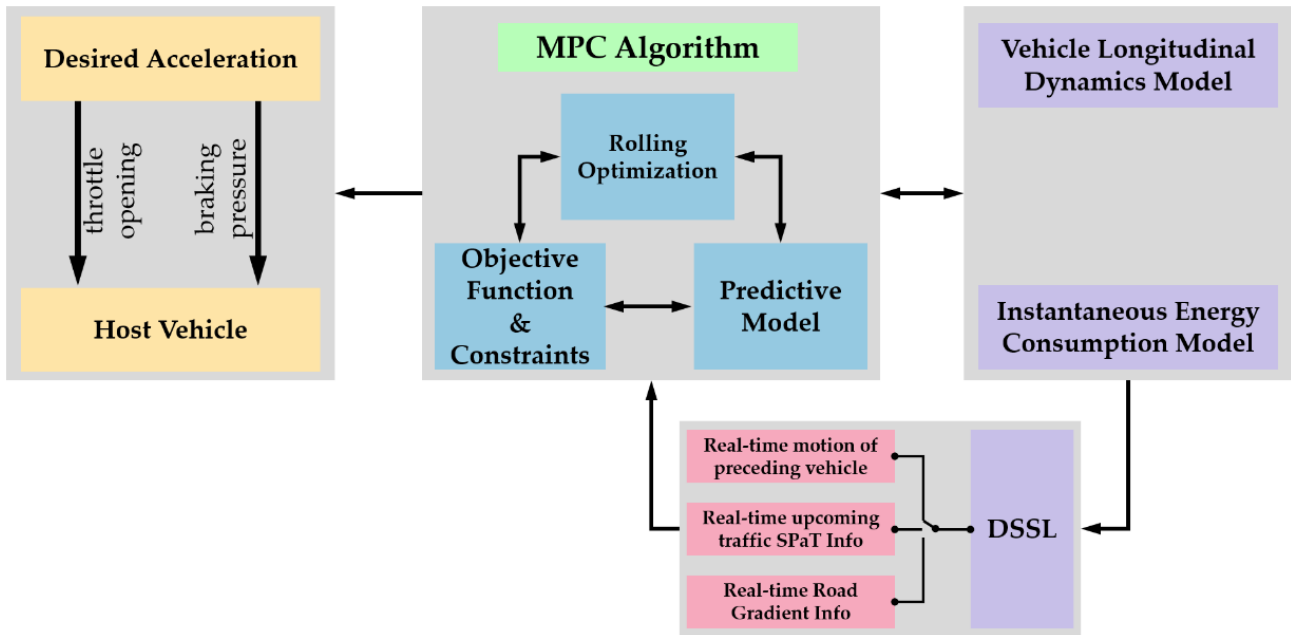 Desired Acceleration
throttle
opening
braking
pressure
Host Vehicle
MPC Algorithm
Rolling
Optimization
Objective
Function
&
Constraints
Predictive
Model
Vehicle Longitudinal
Dynamics Model
Instantaneous Energy
Consumption Model
Real-time motion of
preceding vehicle
Real-time upcoming
traffic SPaT Info
Real-time Road
Gradient Info
DSSL